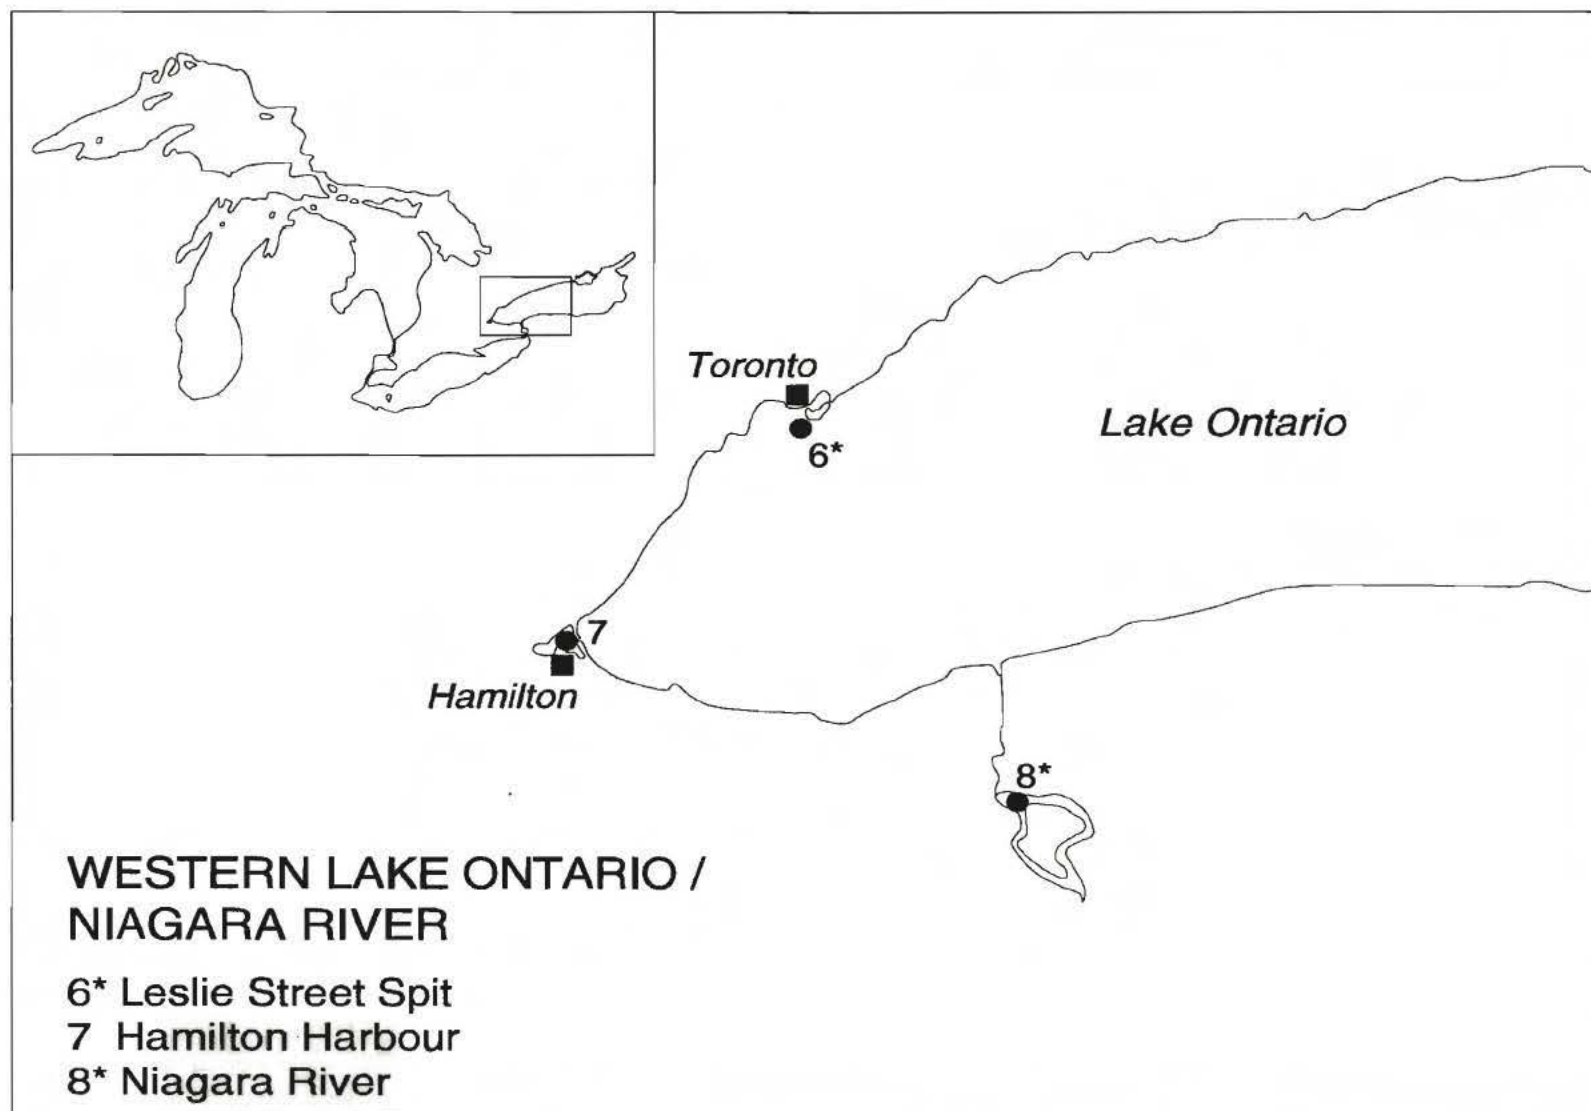 Toronto
Lake Ontario
6*
7
Hamilton
8*
WESTERN LAKE ONTARIO /
NIAGARA RIVER
6* Leslie Street Spit
7 Hamilton Harbour
8* Niagara River